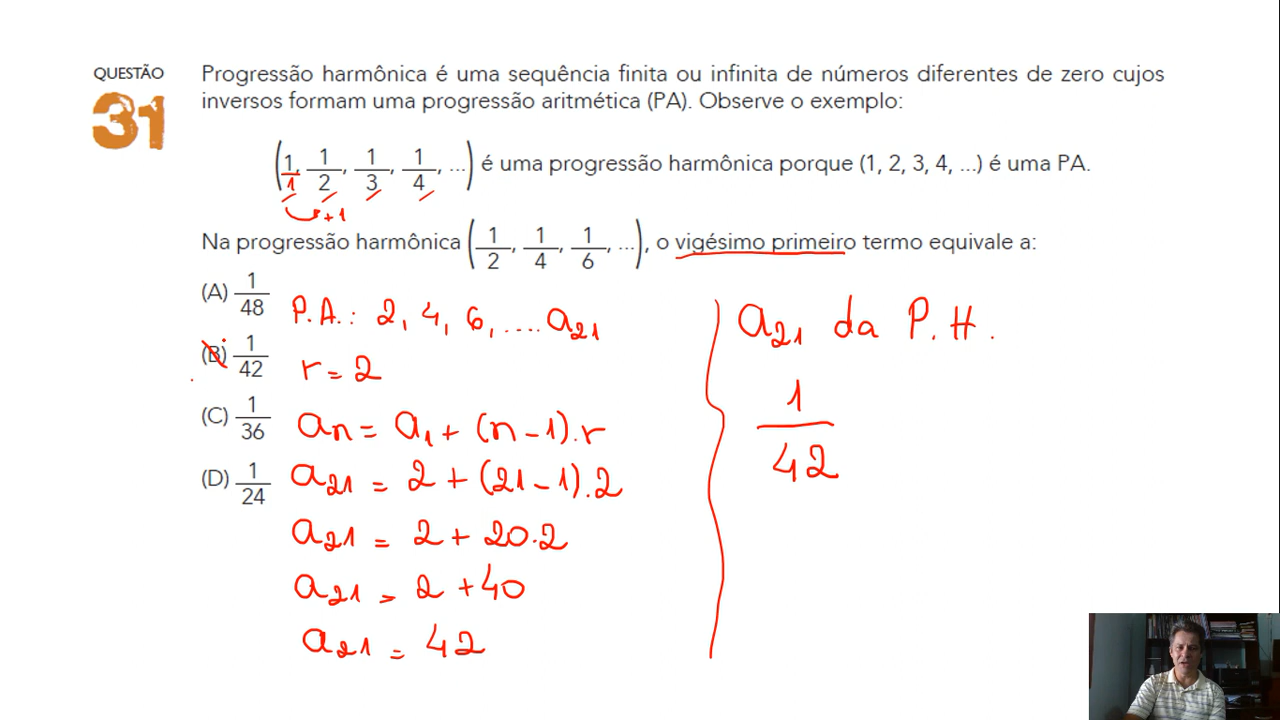 QUESTÃO
31
Progressão harmônica é uma sequência finita ou infinita de números diferentes de zero cujos
inversos formam uma progressão aritmética (PA). Observe o exemplo:
(1/1, 1/2, 1/3, 1/4, ...) é uma progressão harmônica porque (1, 2, 3, 4, ...) é uma PA.
+1
Na progressão harmônica (1/2, 1/4, 1/6, ...), o vigésimo primeiro termo equivale a:
(A) 1/48
(B) 1/42
(C) 1/36
(D) 1/24
P.A.: 2, 4, 6, .... a21
r = 2
an = a1 + (n - 1).r
a21 = 2 + (21 - 1).2
a21 = 2 + 20.2
a21 = 2 + 40
a21 = 42
a21 da P.H.
1/42